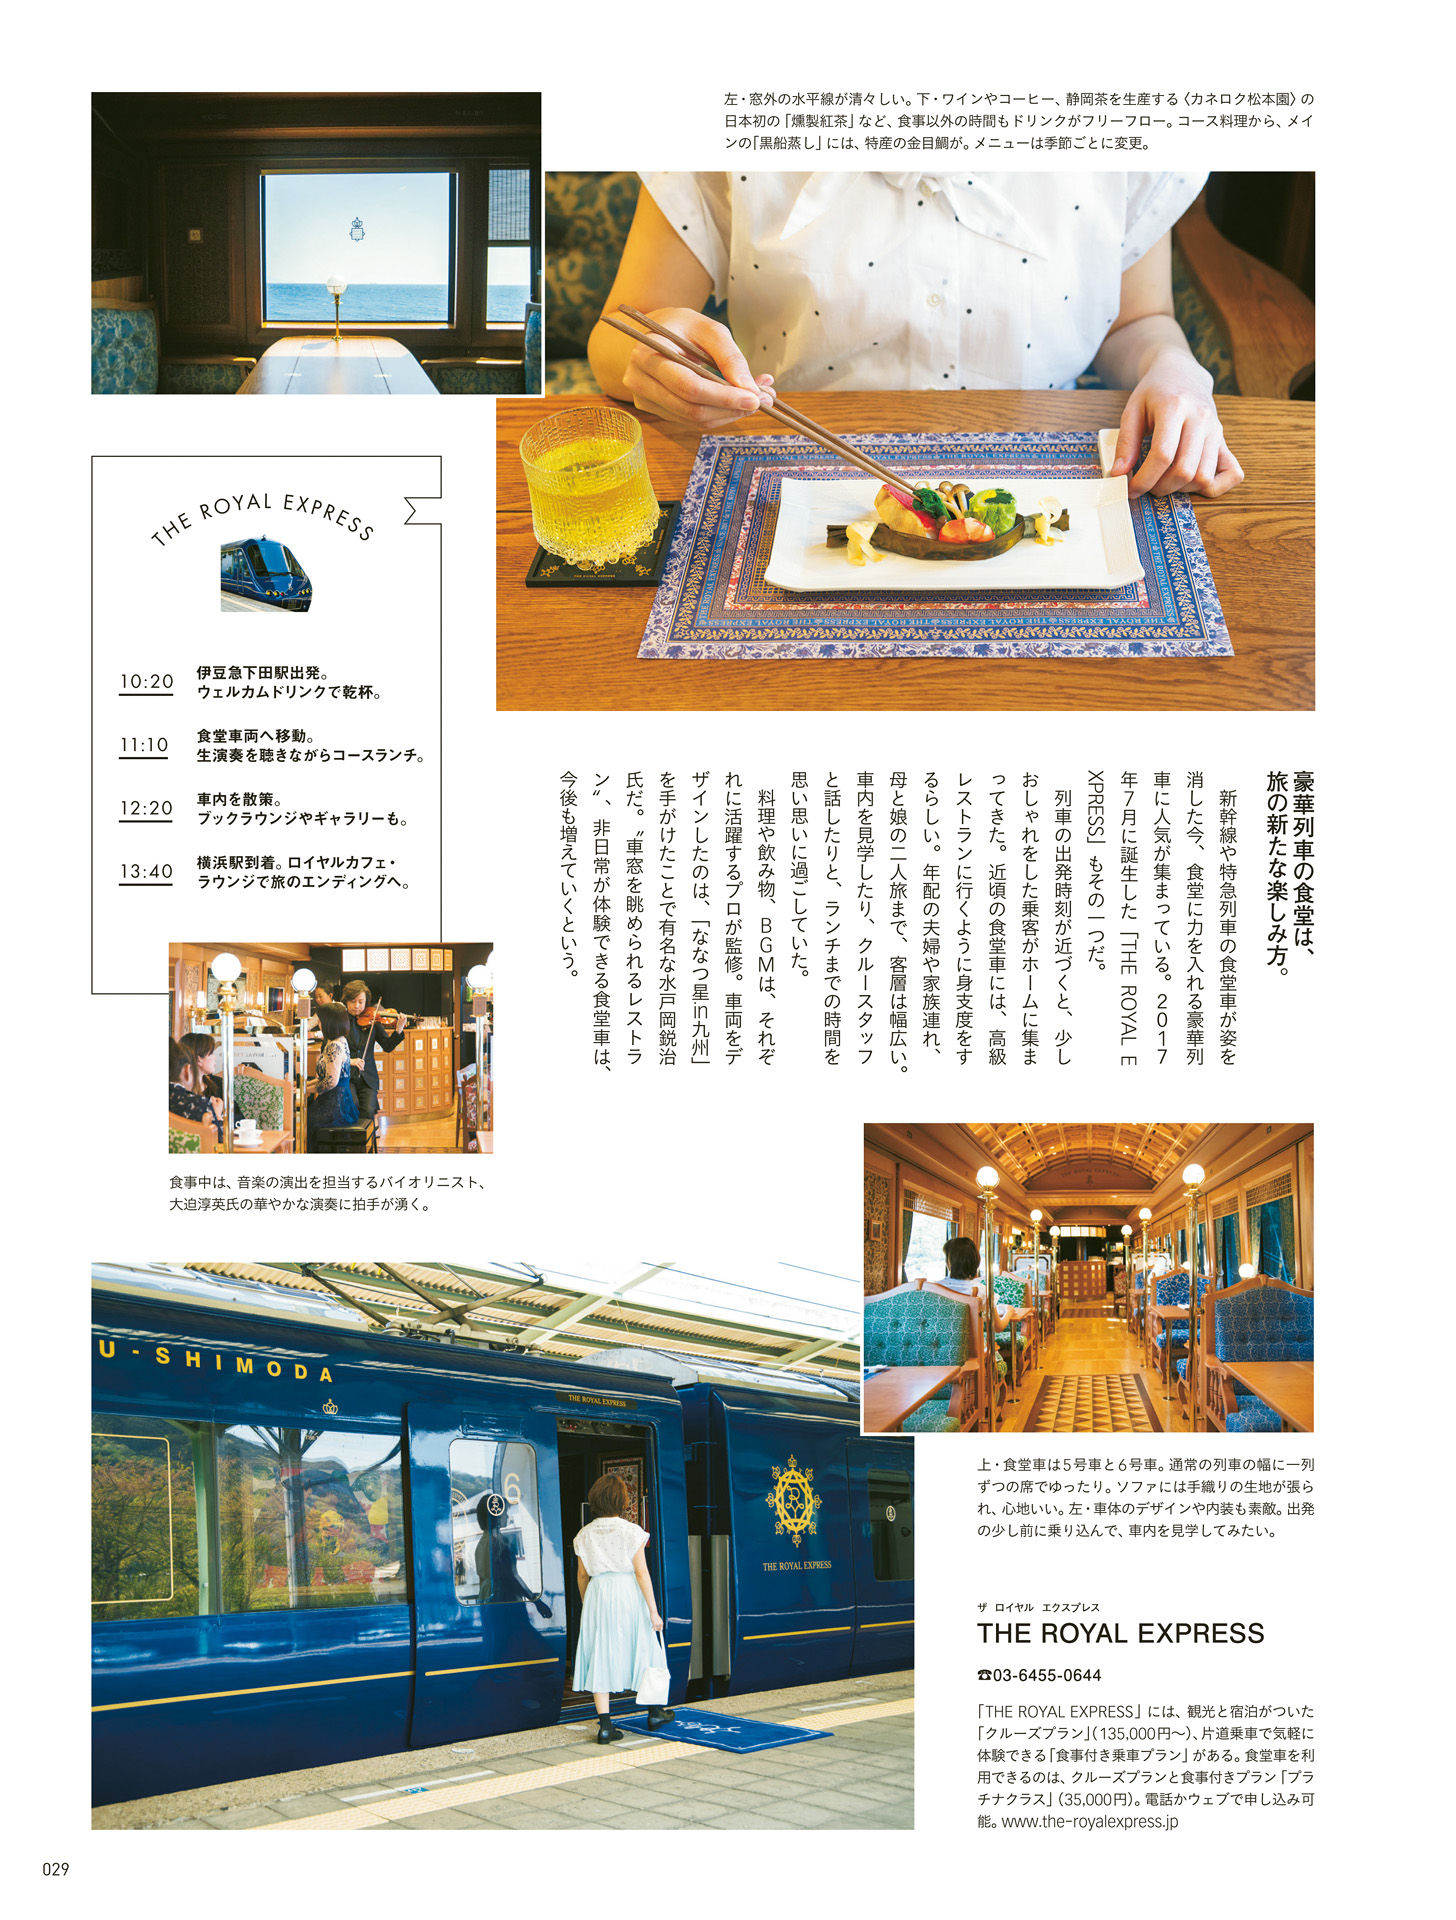 左・窓外の水平線が清々しい。下・ワインやコーヒー、静岡茶を生産する〈カネロク松本園〉の
日本初の「燻製紅茶」など、食事以外の時間もドリンクがフリーフロー。コース料理から、メイ
ンの「黒船蒸し」には、特産の金目鯛が。メニューは季節ごとに変更。
THE ROYAL EXPRESS
10:20
伊豆急下田駅出発。
ウェルカムドリンクで乾杯。
11:10
食堂車両へ移動。
生演奏を聴きながらコースランチ。
12:20
車内を散策。
ブックラウンジやギャラリーも。
13:40
横浜駅到着。ロイヤルカフェ・
ラウンジで旅のエンディングへ。
豪華列車の食堂は、
旅の新たな楽しみ方。
新幹線や特急列車の食堂車が姿を
消した今、食堂に力を入れる豪華列
車に人気が集まっている。2017
年7月に誕生した「THE ROYAL E
XPRESS」もその一つだ。
列車の出発時刻が近づくと、少し
おしゃれをした乗客がホームに集ま
ってきた。近頃の食堂車には、高級
レストランに行くように身支度をす
るらしい。年配の夫婦や家族連れ、
母と娘の二人旅まで、客層は幅広い。
車内を見学したり、クルースタッフ
と話したりと、ランチまでの時間を
思い思いに過ごしていた。
料理や飲み物、BGMは、それぞ
れに活躍するプロが監修。車両をデ
ザインしたのは、「ななつ星in九州」
を手がけたことで有名な水戸岡鋭治
氏だ。〝車窓を眺められるレストラ
ン〟、非日常が体験できる食堂車は、
今後も増えていくという。
食事中は、音楽の演出を担当するバイオリニスト、
大迫淳英氏の華やかな演奏に拍手が湧く。
U-SHIMODA
THE ROYAL EXPRESS
6
THE ROYAL EXPRESS
上・食堂車は5号車と6号車。通常の列車の幅に一列
ずつの席でゆったり。ソファには手織りの生地が張ら
れ、心地いい。左・車体のデザインや内装も素敵。出発
の少し前に乗り込んで、車内を見学してみたい。
ザ ロイヤル エクスプレス
THE ROYAL EXPRESS
☎03-6455-0644
「THE ROYAL EXPRESS」には、観光と宿泊がついた
「クルーズプラン」(135,000円〜)、片道乗車で気軽に
体験できる「食事付き乗車プラン」がある。食堂車を利
用できるのは、クルーズプランと食事付きプラン「プラ
チナクラス」(35,000円)。電話かウェブで申し込み可
能。www.the-royalexpress.jp
029